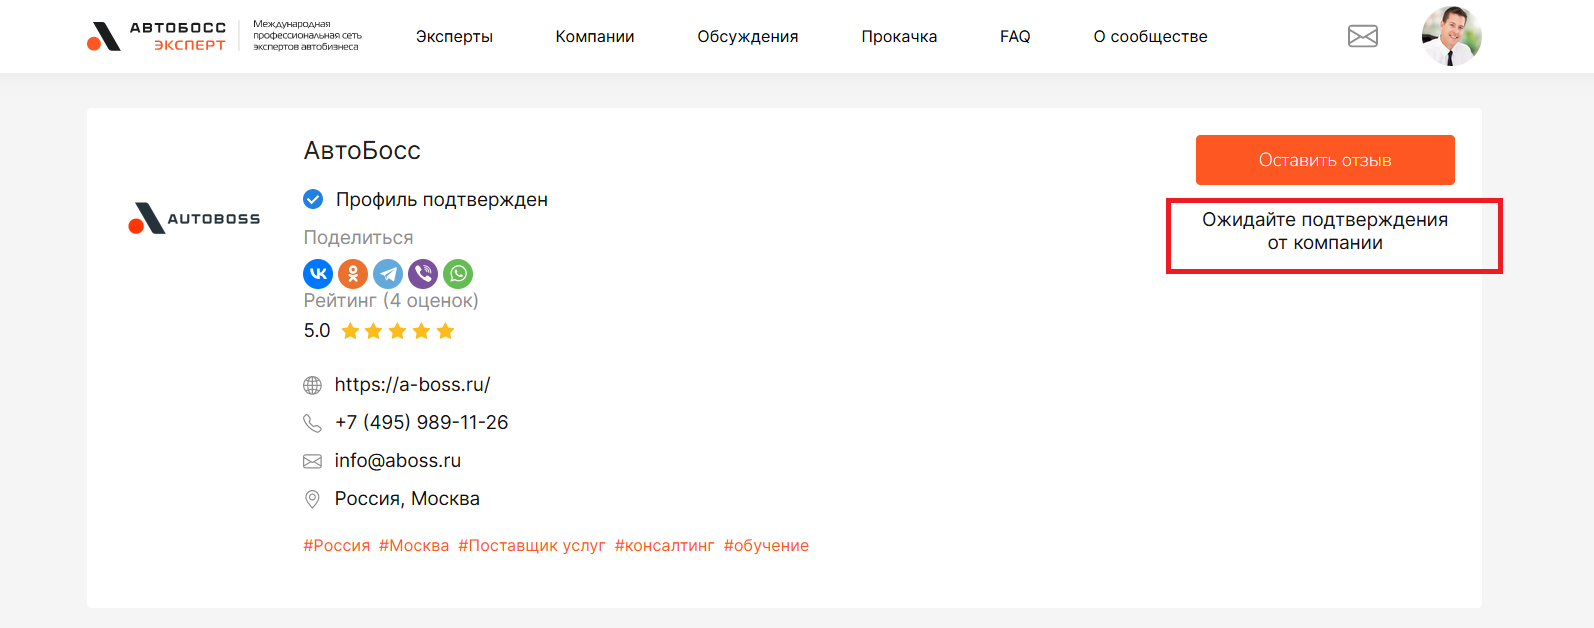 АВТОБОСС
ЭКСПЕРТ
Международная
профессиональная сеть
экспертов автобизнеса
Эксперты
Компании
Обсуждения
Прокачка
FAQ
О сообществе
AUTOBOSS
АвтоБосс
Профиль подтвержден
Поделиться
Рейтинг (4 оценок)
5.0
https://a-boss.ru/
+7 (495) 989-11-26
info@aboss.ru
Россия, Москва
#Россия #Москва #Поставщик услуг #консалтинг #обучение
Оставить отзыв
Ожидайте подтверждения
от компании